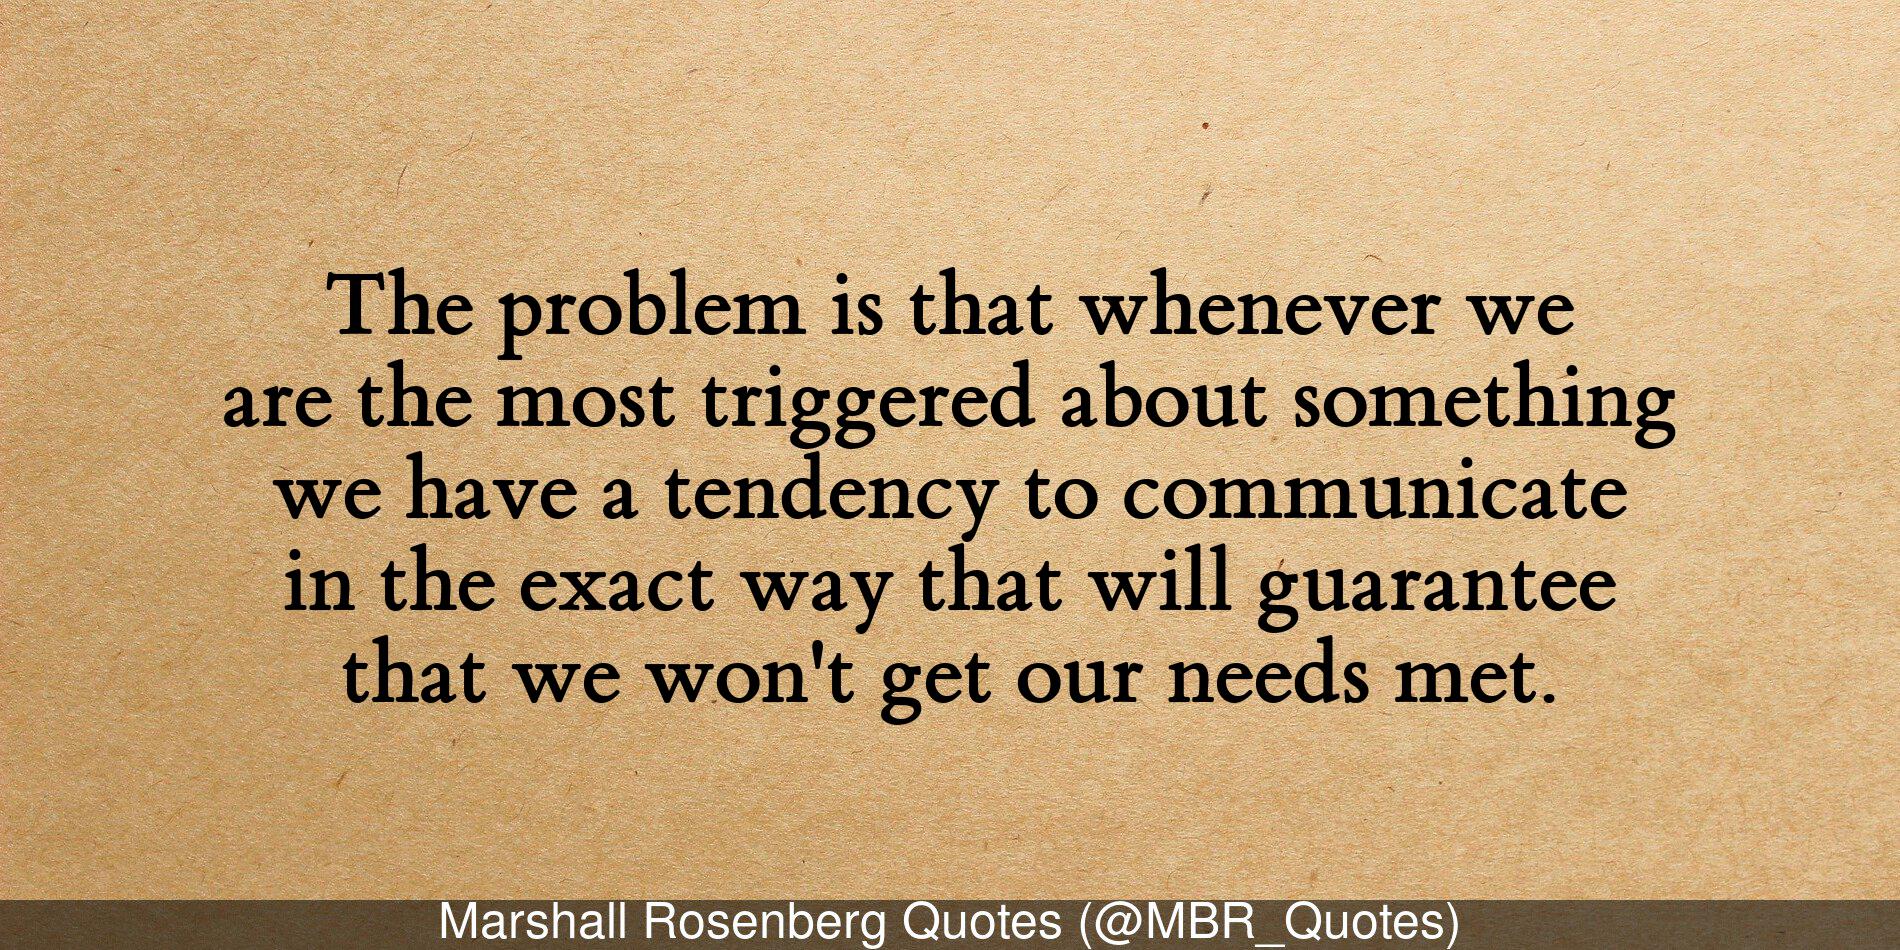 The problem is that whenever we
are the most triggered about something
we have a tendency to communicate
in the exact way that will guarantee
that we won't get our needs met.
Marshall Rosenberg Quotes (@MBR_Quotes)